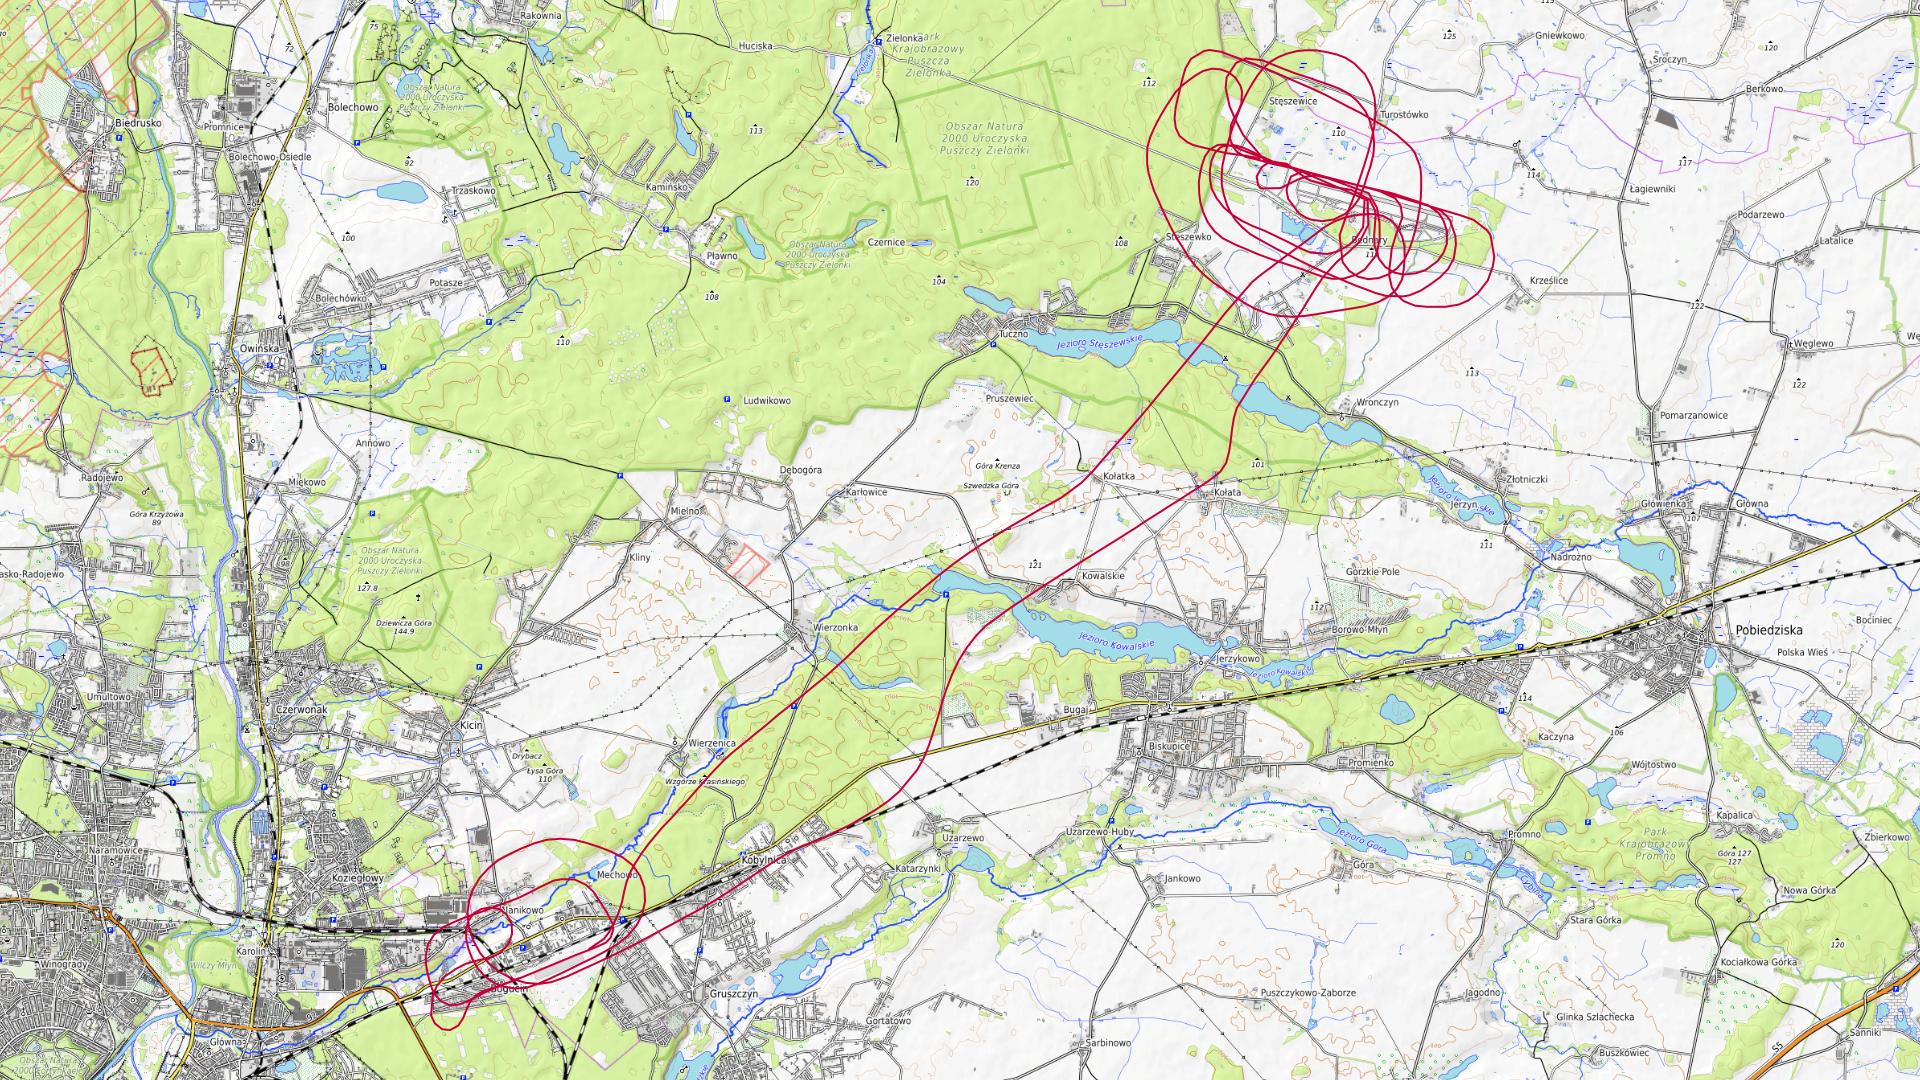 Rakownia
75
Huciska
72
Zielonka
Park
Krajobrazowy
Puszcza
Zielonka
119
125
Gniewkowo
120
Sroczyn
Berkowo
112
Obszar Natura
2000 Uroczyska
Puszczy Zielonki
Bolechowo
Stęszewice
Turostówko
Biedrusko
Promnice
113
Obszar Natura
2000 Uroczyska
Puszczy Zielonki
110
Bolechowo-Osiedle
92
117
114
Kamińsko
120
Trzaskowo
Łagiewniki
Podarzewo
100
Czernice
108
Stęszewko
Bednary
Latalice
Obszar Natura
2000 Uroczyska
Puszczy Zielonki
Pławno
104
Krześlice
Potasze
Bolechówko
108
122
Tuczno
Jezioro Stęszewskie
110
Owińska
Węglewo
113
122
Ludwikowo
Pruszewiec
Wronczyn
Pomarzanowice
Annowo
Góra Krenza
101
Dębogóra
Radojewo
Miękowo
Szwedzka Góra
Kołatka
Kołata
Złotniczki
Karłowice
Jezioro Jerzyńskie
Jerzyn
Główienka
Główna
107
Góra Krzyżowa
89
Mielno
111
Obszar Natura
2000 Uroczyska
Puszczy Zielonki
Kliny
121
Nadrożno
Kowalskie
Gorzkie-Pole
127.8
112
Dziewicza Góra
144.9
Wierzonka
Borowo-Młyn
Bociniec
Pobiedziska
Jezioro Kowalskie
Polska Wieś
Jerzykowo
Umultowo
114
Czerwonak
Bugaj
Kicin
Kaczyna
106
Wierzenica
Biskupice
Drybacz
Promienko
Wójtostwo
Łysa Góra
110
Wzgórze Krasińskiego
Kapalica
Uzarzewo
Uzarzewo-Huby
Jezioro Góra
Promno
Park
Krajobrazowy
Promno
Zbierkowo
Naramowice
Kobylnica
Góra 127
127
Katarzynki
Góra
Koziegłowy
Mechowo
Jankowo
Nowa Górka
Janikowo
Stara Górka
Karolin
120
Winogrady
Wilczy Młyn
Kociałkowa Górka
Bogucin
Gruszczyn
Puszczykowo-Zaborze
Jagodno
Gortatowo
Glinka Szlachecka
Główna
Sarbinowo
Sanniki
S5
Buszkowiec
Obszar Natura